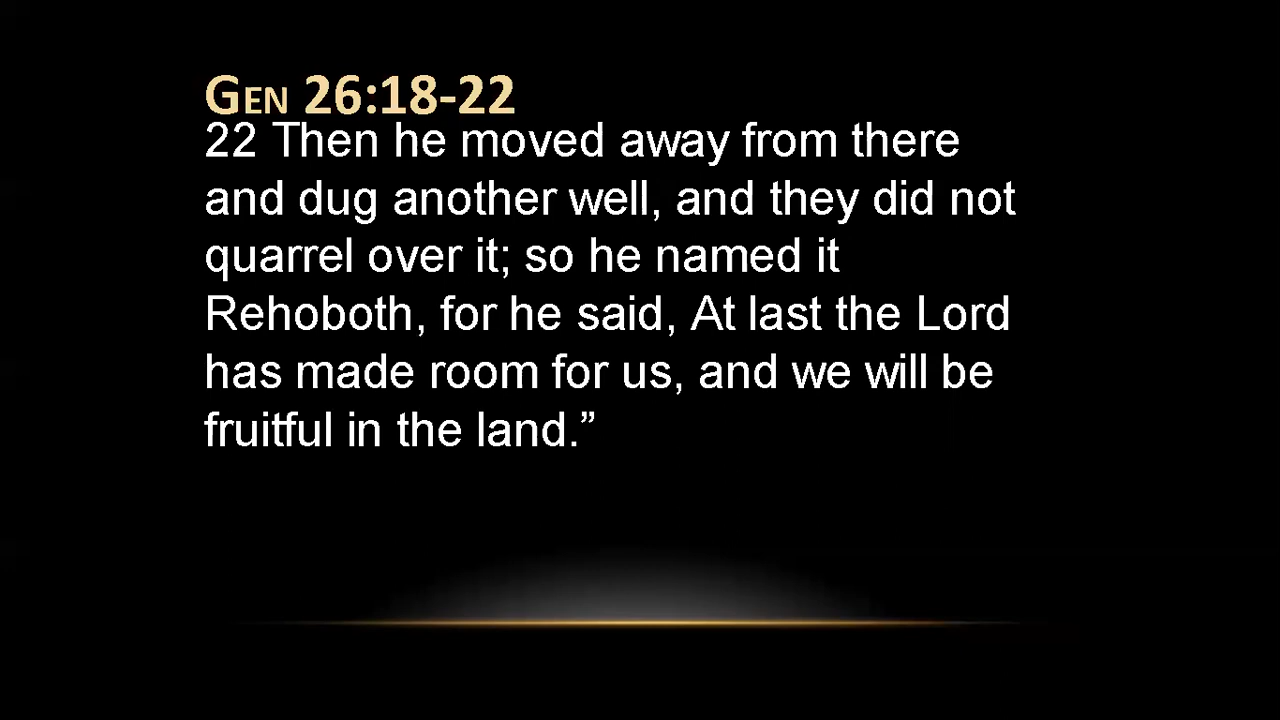 Gen 26:18-22
22 Then he moved away from there
and dug another well, and they did not
quarrel over it; so he named it
Rehoboth, for he said, At last the Lord
has made room for us, and we will be
fruitful in the land.”